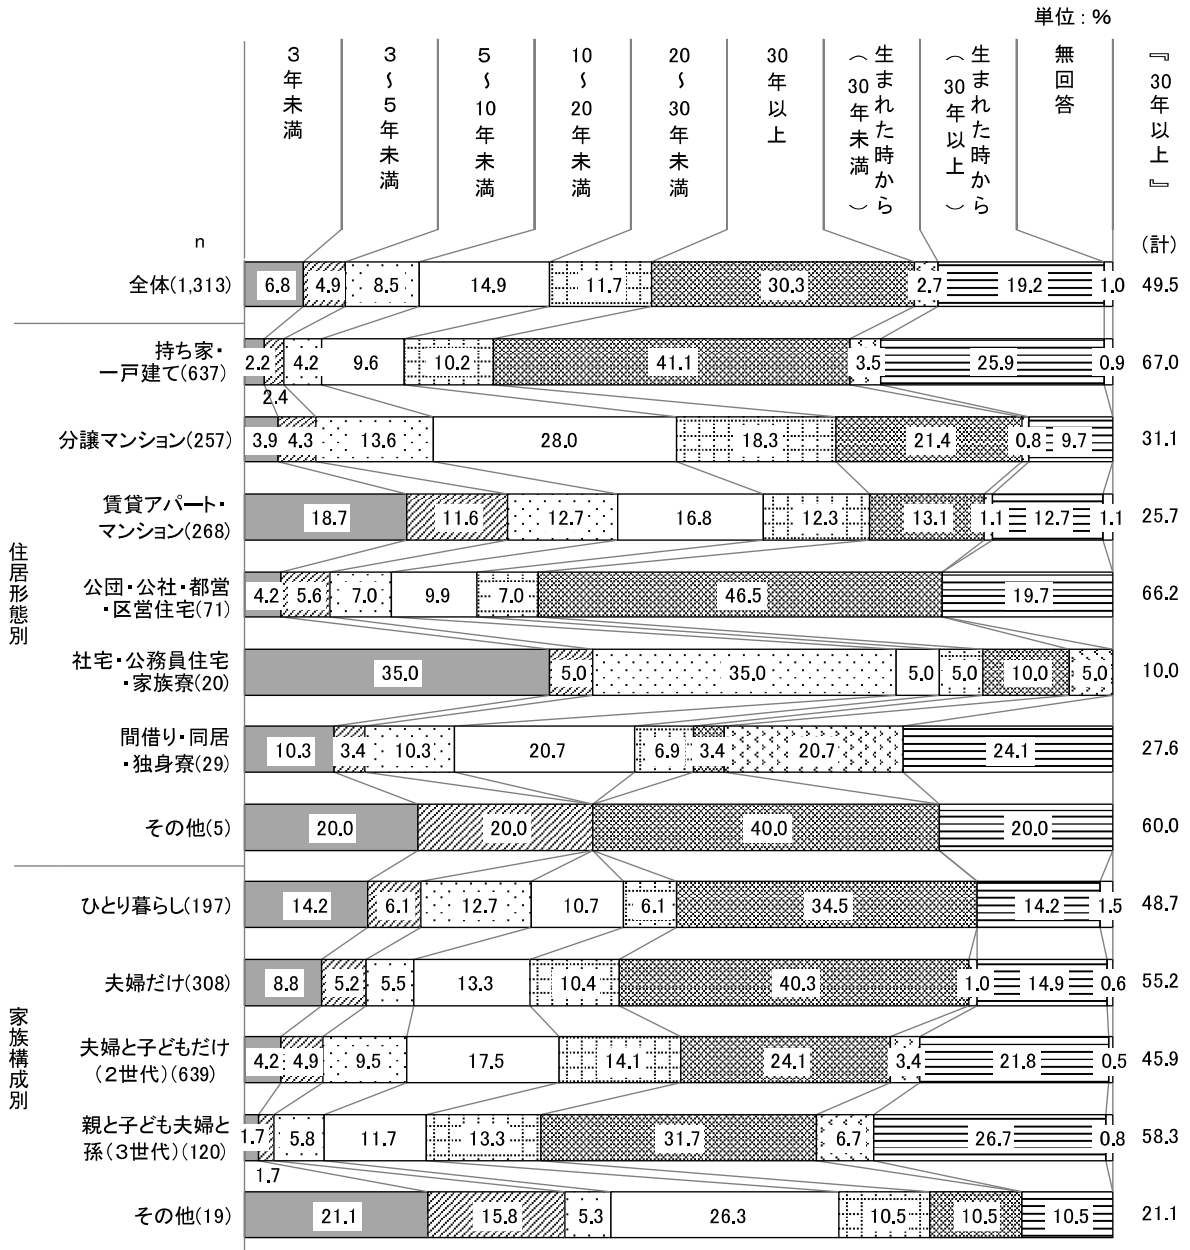 単位:%
3年未満
3～5年未満
5～10年未満
10～20年未満
20～30年未満
30年以上
生まれた時から
（30年未満）
生まれた時から
（30年以上）
無回答
『30年以上』
(計)
n
全体(1,313) 6.8 4.9 8.5 14.9 11.7 30.3 2.7 19.2 1.0 49.5
住居形態別
持ち家・
一戸建て(637) 2.2 2.4 4.2 9.6 10.2 41.1 3.5 25.9 0.9 67.0
分譲マンション(257) 3.9 4.3 13.6 28.0 18.3 21.4 0.8 9.7 31.1
賃貸アパート・
マンション(268) 18.7 11.6 12.7 16.8 12.3 13.1 1.1 12.7 1.1 25.7
公団・公社・都営
・区営住宅(71) 4.2 5.6 7.0 9.9 7.0 46.5 19.7 66.2
社宅・公務員住宅
・家族寮(20) 35.0 5.0 35.0 5.0 5.0 10.0 5.0 10.0
間借り・同居
・独身寮(29) 10.3 3.4 10.3 20.7 6.9 3.4 20.7 24.1 27.6
その他(5) 20.0 20.0 40.0 20.0 60.0
家族構成別
ひとり暮らし(197) 14.2 6.1 12.7 10.7 6.1 34.5 14.2 1.5 48.7
夫婦だけ(308) 8.8 5.2 5.5 13.3 10.4 40.3 1.0 14.9 0.6 55.2
夫婦と子どもだけ
（2世代）(639) 4.2 4.9 9.5 17.5 14.1 24.1 3.4 21.8 0.5 45.9
親と子ども夫婦と
孫（3世代）(120) 1.7 1.7 5.8 11.7 13.3 31.7 6.7 26.7 0.8 58.3
その他(19) 21.1 15.8 5.3 26.3 10.5 10.5 10.5 21.1